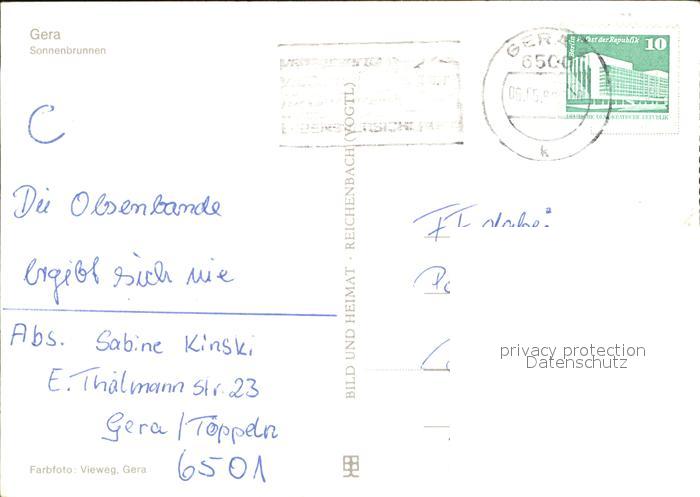 Gera
Sonnenbrunnen
C
Die Olsenbande
ergibt sich nie
Abs. Sabine Kinski
E. Thälmann Str. 23
Gera / Töppeln
6501
Farbfoto: Vieweg, Gera
BILD UND HEIMAT · REICHENBACH (VOGTL)
GERA
6500
k
Berlin Palast der Republik 10
DEUTSCHE DEMOKRATISCHE REPUBLIK
privacy protection
Datenschutz